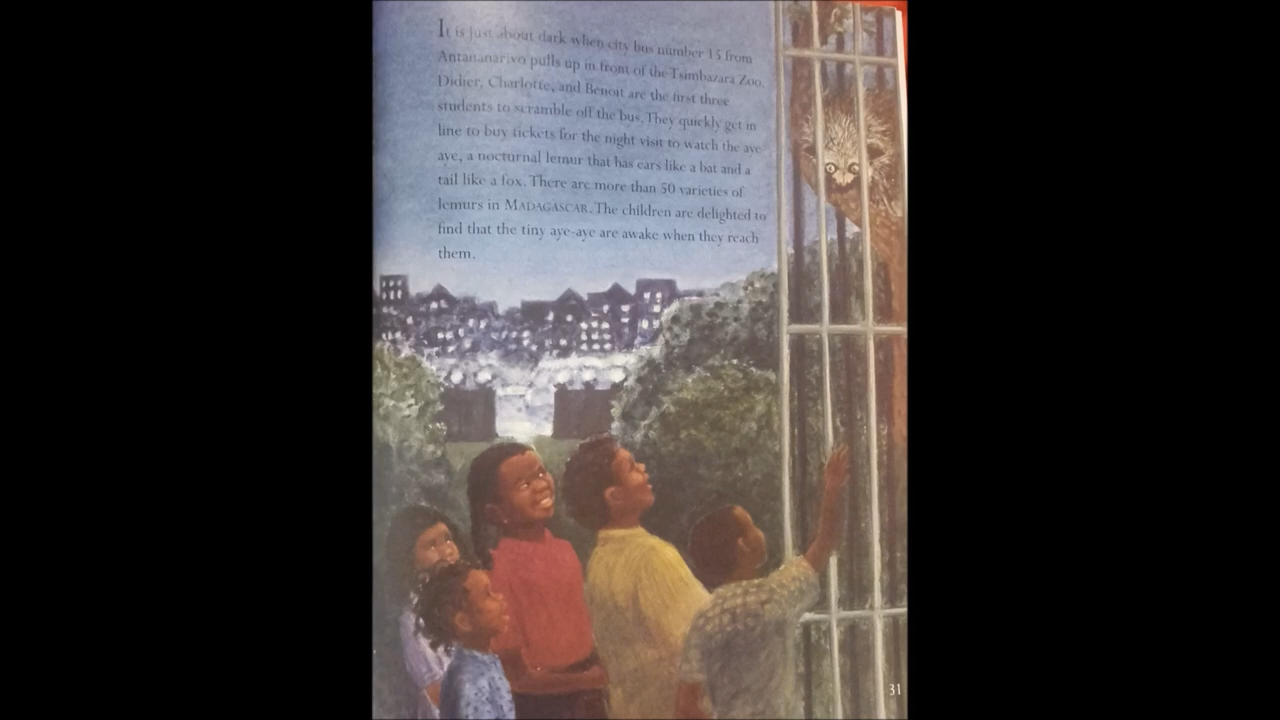 It is just about dark when city bus number 15 from
Antananarivo pulls up in front of the Tsimbazara Zoo.
Didier, Charlotte, and Benoit are the first three
students to scramble off the bus. They quickly get in
line to buy tickets for the night visit to watch the aye-
aye, a nocturnal lemur that has ears like a bat and a
tail like a fox. There are more than 50 varieties of
lemurs in MADAGASCAR. The children are delighted to
find that the tiny aye-aye are awake when they reach
them.
31